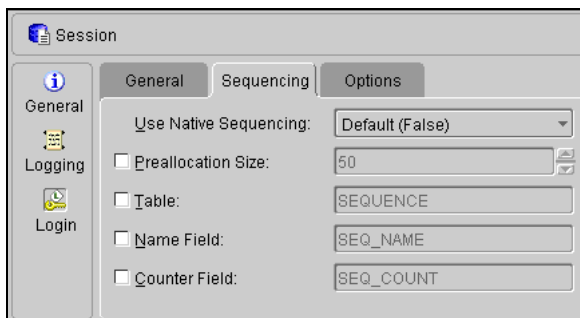 Session
General
Logging
Login
General Sequencing Options
Use Native Sequencing: Default (False)
Preallocation Size: 50
Table: SEQUENCE
Name Field: SEQ_NAME
Counter Field: SEQ_COUNT